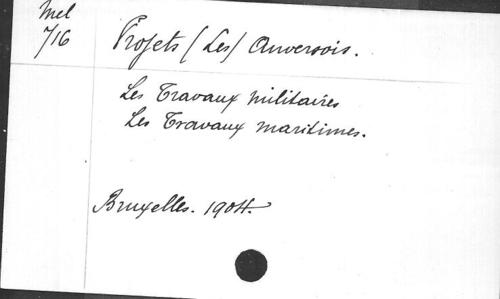 Mel
716
Projets (Les) Anversois.
Les Travaux militaires
Les Travaux maritimes.
Bruxelles. 1904.